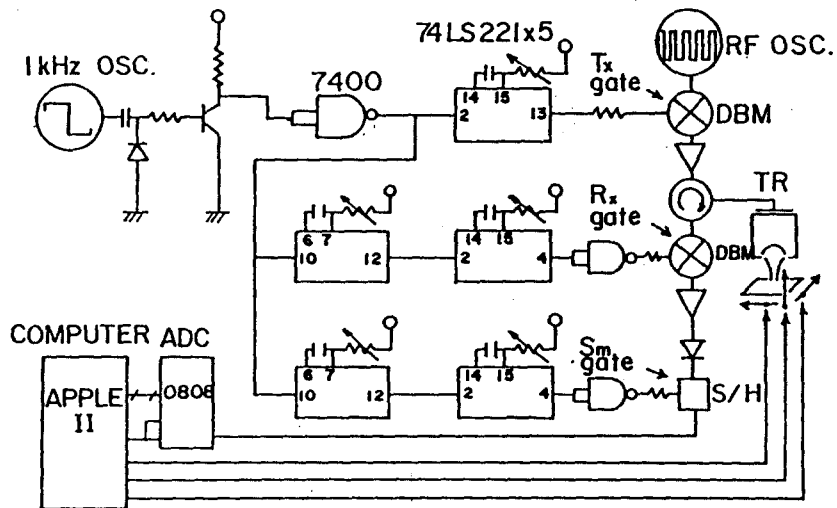 1kHz OSC.
7400
74LS221x5
14 15
2 13
Tx gate
RF OSC.
DBM
TR
6 7
10 12
14 15
2 4
Rx gate
DBM
6 7
10 12
14 15
2 4
Sm gate
S/H
COMPUTER ADC
APPLE II
0808